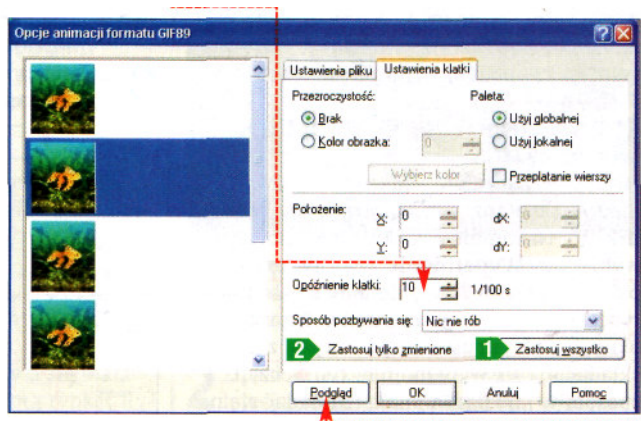 Opcje animacji formatu GIF89
Ustawienia pliku Ustawienia klatki
Przezroczystość: Paleta:
Brak Użyj globalnej
Kolor obrazka: 0 Użyj lokalnej
Wybierz kolor Przeplatanie wierszy
Położenie: X: 0 dX: 0
Y: 0 dY: 0
Opóźnienie klatki: 10 1/100 s
Sposób pozbywania się: Nic nie rób
2 Zastosuj tylko zmienione 1 Zastosuj wszystko
Podgląd OK Anuluj Pomoc